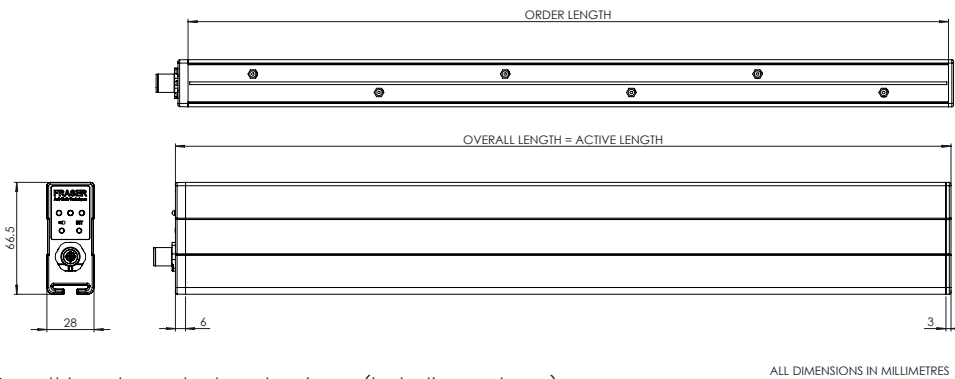 ORDER LENGTH
OVERALL LENGTH = ACTIVE LENGTH
FRASER
66.5
28
6
3
ALL DIMENSIONS IN MILLIMETRES